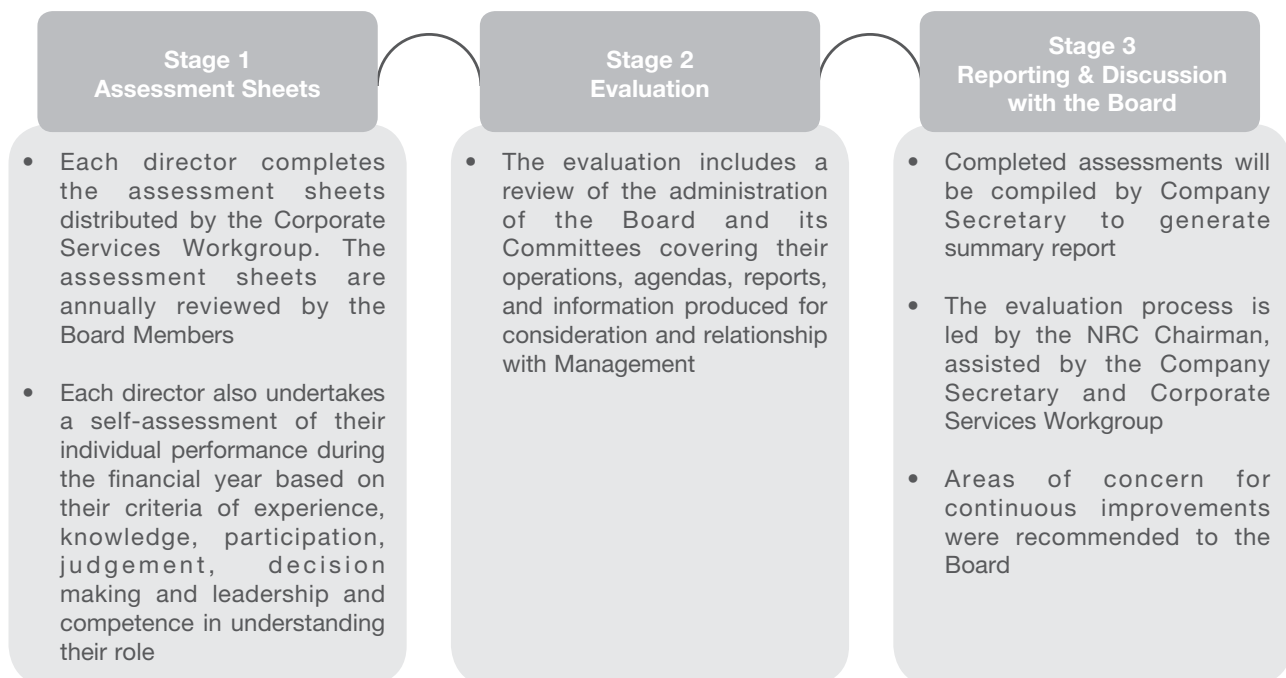 Stage 1
Assessment Sheets
• Each director completes
the assessment sheets
distributed by the Corporate
Services Workgroup. The
assessment sheets are
annually reviewed by the
Board Members
• Each director also undertakes
a self-assessment of their
individual performance during
the financial year based on
their criteria of experience,
knowledge, participation,
judgement, decision
making and leadership and
competence in understanding
their role
Stage 2
Evaluation
• The evaluation includes a
review of the administration
of the Board and its
Committees covering their
operations, agendas, reports,
and information produced for
consideration and relationship
with Management
Stage 3
Reporting & Discussion
with the Board
• Completed assessments will
be compiled by Company
Secretary to generate
summary report
• The evaluation process is
led by the NRC Chairman,
assisted by the Company
Secretary and Corporate
Services Workgroup
• Areas of concern for
continuous improvements
were recommended to the
Board